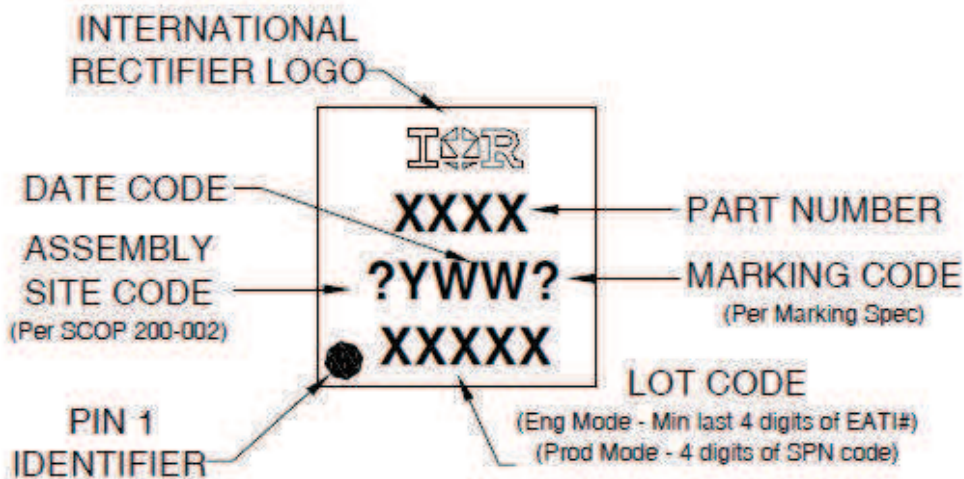 INTERNATIONAL
RECTIFIER LOGO
IOR
DATE CODE
XXXX
PART NUMBER
ASSEMBLY
SITE CODE
(Per SCOP 200-002)
?YWW?
MARKING CODE
(Per Marking Spec)
XXXXX
PIN 1
IDENTIFIER
LOT CODE
(Eng Mode - Min last 4 digits of EATI#)
(Prod Mode - 4 digits of SPN code)